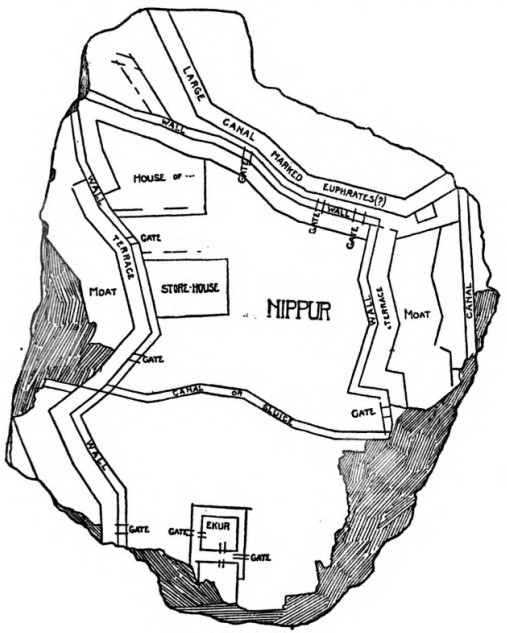 LARGE CANAL MARKED EUPHRATES(?)
WALL
GATE
HOUSE OF ...
WALL
GATE
WALL
GATE
GATE
TERRACE
MOAT
STORE-HOUSE
NIPPUR
WALL
& TERRACE
MOAT
CANAL
GATE
CANAL OR SLUICE
GATE
WALL
GATE
GATE
EKUR
GATE